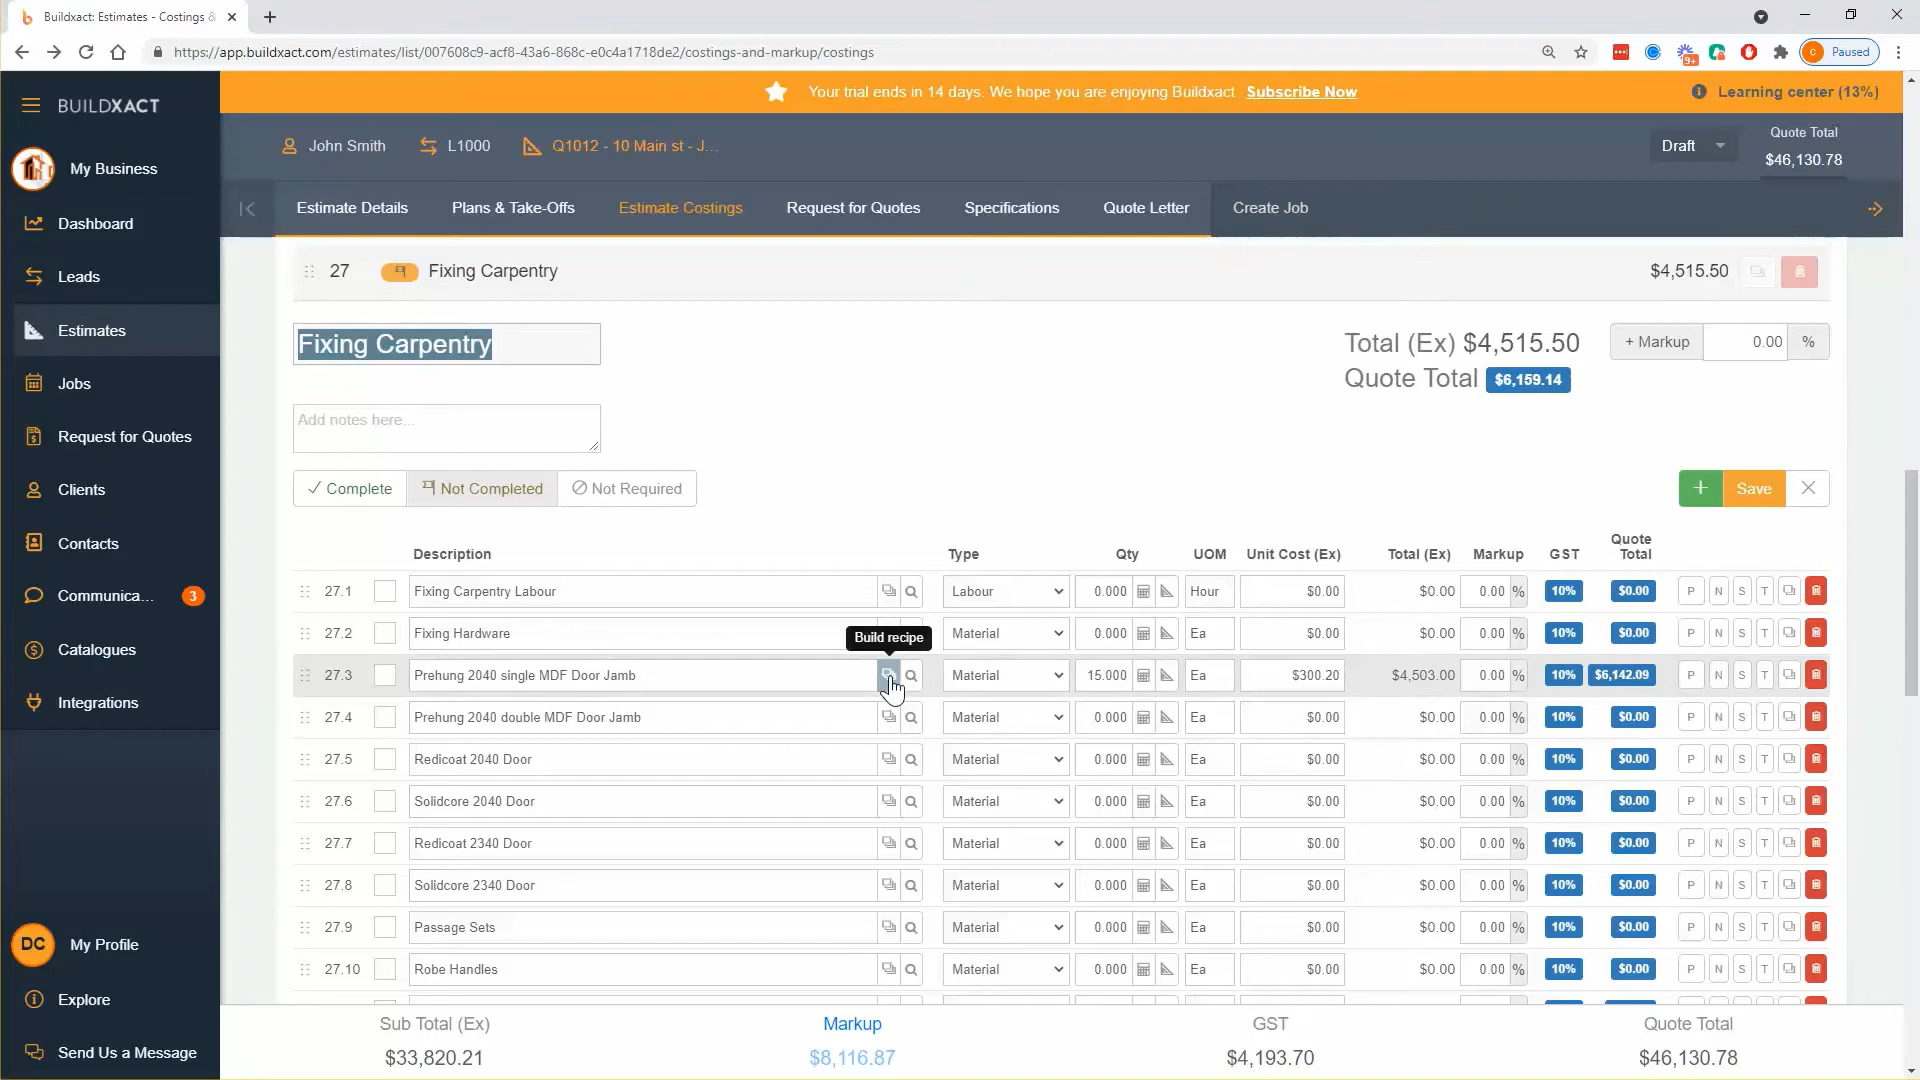 Buildxact: Estimates - Costings &
https://app.buildxact.com/estimates/list/007608c9-acf8-43a6-868c-e0c4a1718de2/costings-and-markup/costings
9+
C Paused
BUILDXACT
Your trial ends in 14 days. We hope you are enjoying Buildxact Subscribe Now
Learning center (13%)
John Smith L1000 Q1012 - 10 Main st - J...
Draft
Quote Total
$46,130.78
My Business
Dashboard
Leads
Estimates
Jobs
Request for Quotes
Clients
Contacts
Communica... 3
Catalogues
Integrations
DC My Profile
Explore
Send Us a Message
Estimate Details Plans & Take-Offs Estimate Costings Request for Quotes Specifications Quote Letter Create Job
27 Fixing Carpentry $4,515.50
Fixing Carpentry
Total (Ex) $4,515.50
+ Markup 0.00 %
Quote Total $6,159.14
Add notes here...
Complete Not Completed Not Required
+ Save
Description Type Qty UOM Unit Cost (Ex) Total (Ex) Markup GST Quote Total
27.1 Fixing Carpentry Labour Labour 0.000 Hour $0.00 $0.00 0.00 % 10% $0.00 P N S T
Build recipe
27.2 Fixing Hardware Material 0.000 Ea $0.00 $0.00 0.00 % 10% $0.00 P N S T
27.3 Prehung 2040 single MDF Door Jamb Material 15.000 Ea $300.20 $4,503.00 0.00 % 10% $6,142.09 P N S T
27.4 Prehung 2040 double MDF Door Jamb Material 0.000 Ea $0.00 $0.00 0.00 % 10% $0.00 P N S T
27.5 Redicoat 2040 Door Material 0.000 Ea $0.00 $0.00 0.00 % 10% $0.00 P N S T
27.6 Solidcore 2040 Door Material 0.000 Ea $0.00 $0.00 0.00 % 10% $0.00 P N S T
27.7 Redicoat 2340 Door Material 0.000 Ea $0.00 $0.00 0.00 % 10% $0.00 P N S T
27.8 Solidcore 2340 Door Material 0.000 Ea $0.00 $0.00 0.00 % 10% $0.00 P N S T
27.9 Passage Sets Material 0.000 Ea $0.00 $0.00 0.00 % 10% $0.00 P N S T
27.10 Robe Handles Material 0.000 Ea $0.00 $0.00 0.00 % 10% $0.00 P N S T
Sub Total (Ex) Markup GST Quote Total
$33,820.21 $8,116.87 $4,193.70 $46,130.78